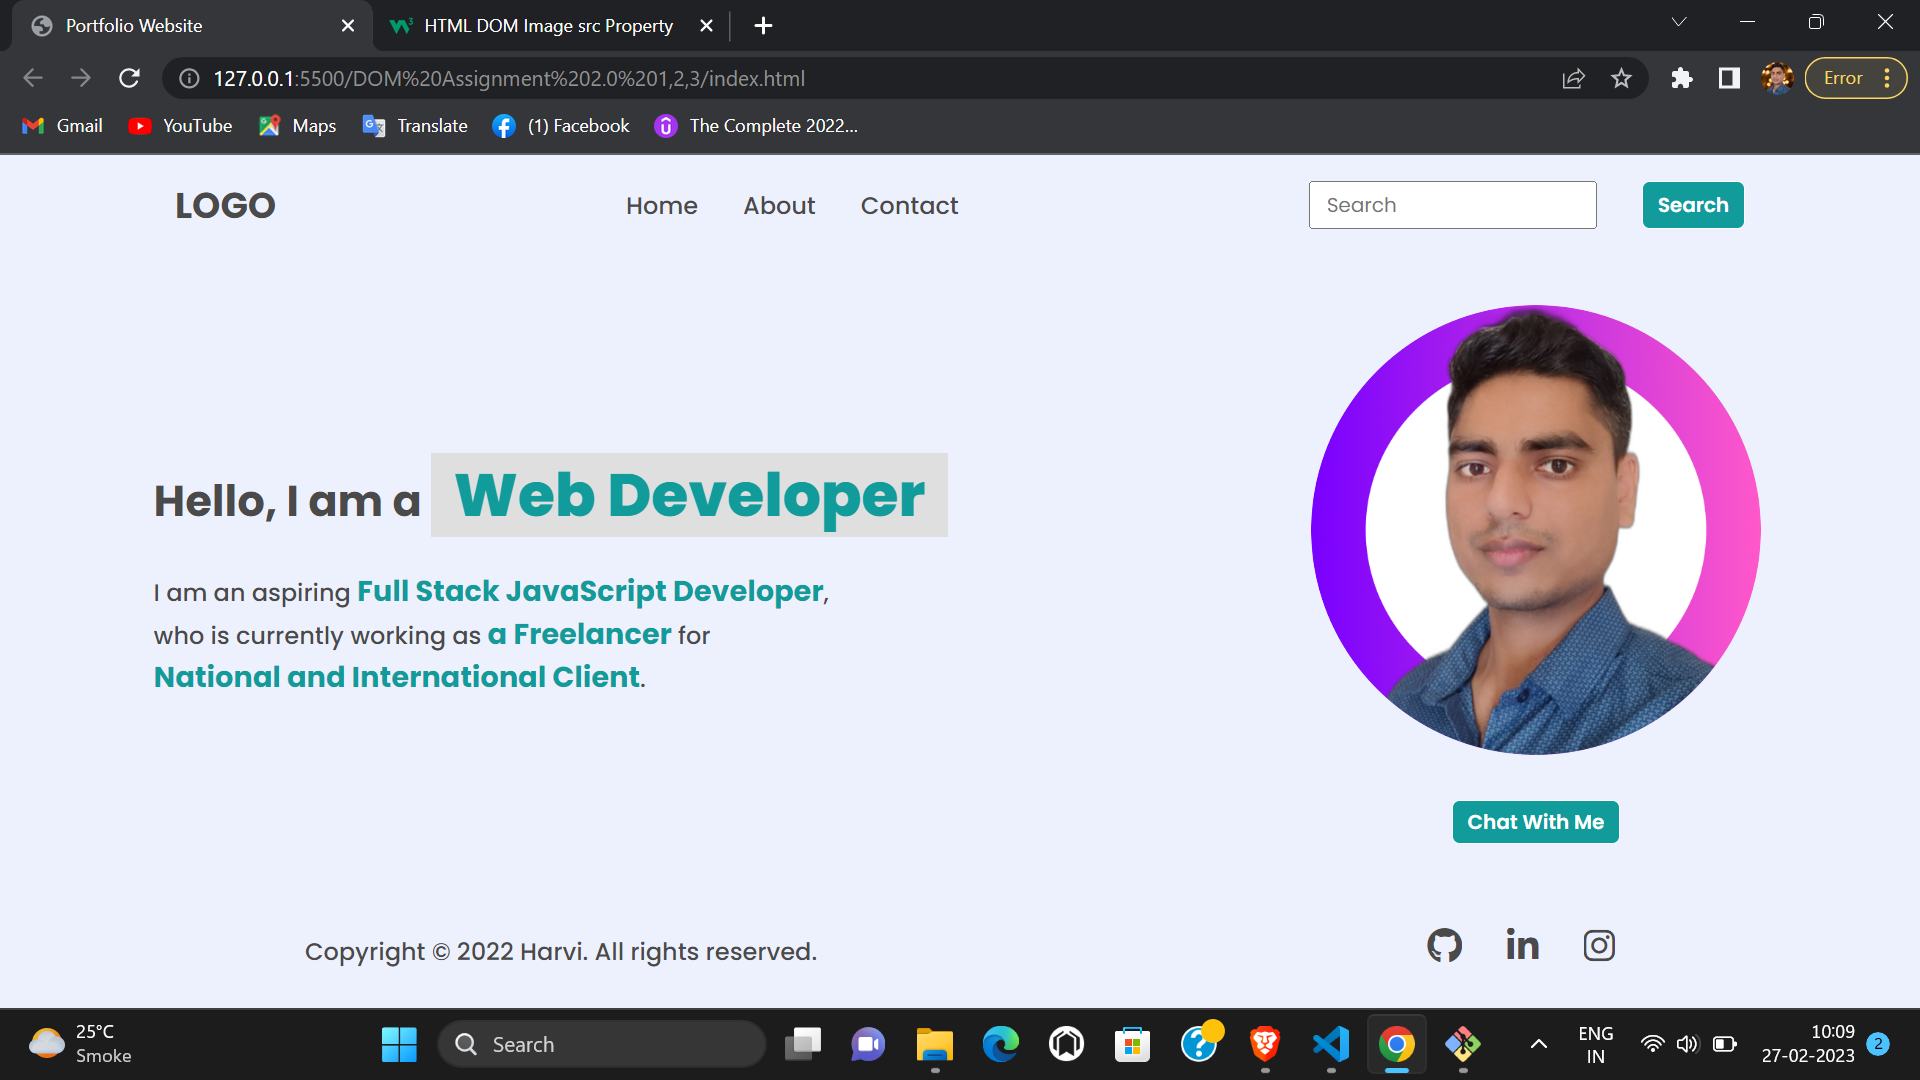 Portfolio Website
HTML DOM Image src Property
127.0.0.1:5500/DOM%20Assignment%202.0%201,2,3/index.html
Error
Gmail
YouTube
Maps
Translate
(1) Facebook
The Complete 2022...
LOGO
Home
About
Contact
Search
Search
Hello, I am a Web Developer
I am an aspiring Full Stack JavaScript Developer,
who is currently working as a Freelancer for
National and International Client.
Chat With Me
Copyright © 2022 Harvi. All rights reserved.
25°C
Smoke
Search
ENG
IN
10:09
27-02-2023
2